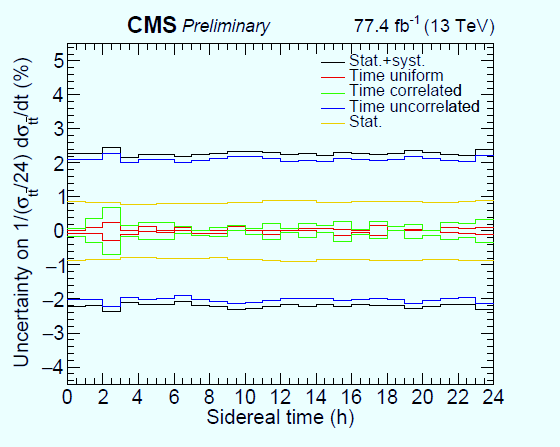 CMS Preliminary 77.4 fb⁻¹ (13 TeV)
Uncertainty on 1/(σ_tt̄/24) dσ_tt̄/dt (%)
5
4
3
2
1
0
−1
−2
−3
−4
Stat.+syst.
Time uniform
Time correlated
Time uncorrelated
Stat.
0 2 4 6 8 10 12 14 16 18 20 22 24
Sidereal time (h)